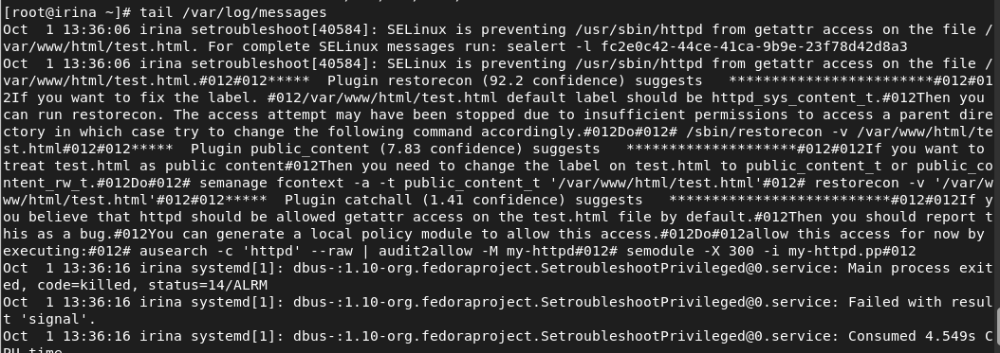 [root@irina ~]# tail /var/log/messages
Oct  1 13:36:06 irina setroubleshoot[40584]: SELinux is preventing /usr/sbin/httpd from getattr access on the file /
var/www/html/test.html. For complete SELinux messages run: sealert -l fc2e0c42-44ce-41ca-9b9e-23f78d42d8a3
Oct  1 13:36:06 irina setroubleshoot[40584]: SELinux is preventing /usr/sbin/httpd from getattr access on the file /
var/www/html/test.html.#012#012*****  Plugin restorecon (92.2 confidence) suggests   ************************#012#01
2If you want to fix the label. #012/var/www/html/test.html default label should be httpd_sys_content_t.#012Then you 
can run restorecon. The access attempt may have been stopped due to insufficient permissions to access a parent dire
ctory in which case try to change the following command accordingly.#012Do#012# /sbin/restorecon -v /var/www/html/te
st.html#012#012*****  Plugin public_content (7.83 confidence) suggests   ********************#012#012If you want to 
treat test.html as public content#012Then you need to change the label on test.html to public_content_t or public_co
ntent_rw_t.#012Do#012# semanage fcontext -a -t public_content_t '/var/www/html/test.html'#012# restorecon -v '/var/w
ww/html/test.html'#012#012*****  Plugin catchall (1.41 confidence) suggests   **************************#012#012If y
ou believe that httpd should be allowed getattr access on the test.html file by default.#012Then you should report t
his as a bug.#012You can generate a local policy module to allow this access.#012Do#012allow this access for now by 
executing:#012# ausearch -c 'httpd' --raw | audit2allow -M my-httpd#012# semodule -X 300 -i my-httpd.pp#012
Oct  1 13:36:16 irina systemd[1]: dbus-:1.10-org.fedoraproject.SetroubleshootPrivileged@0.service: Main process exit
ed, code=killed, status=14/ALRM
Oct  1 13:36:16 irina systemd[1]: dbus-:1.10-org.fedoraproject.SetroubleshootPrivileged@0.service: Failed with resul
t 'signal'.
Oct  1 13:36:16 irina systemd[1]: dbus-:1.10-org.fedoraproject.SetroubleshootPrivileged@0.service: Consumed 4.549s C
PU time.